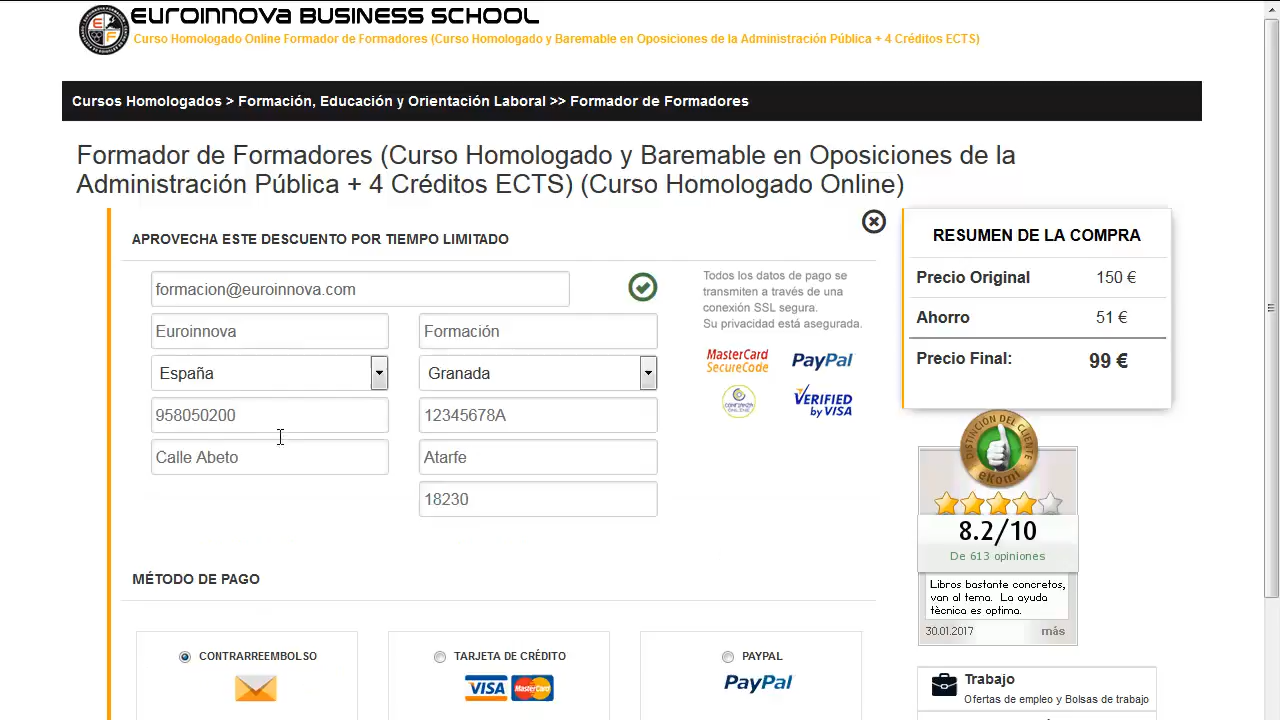 EUROINNOVA BUSINESS SCHOOL
Curso Homologado Online Formador de Formadores (Curso Homologado y Baremable en Oposiciones de la Administración Pública + 4 Créditos ECTS)
Cursos Homologados > Formación, Educación y Orientación Laboral >> Formador de Formadores
Formador de Formadores (Curso Homologado y Baremable en Oposiciones de la
Administración Pública + 4 Créditos ECTS) (Curso Homologado Online)
APROVECHA ESTE DESCUENTO POR TIEMPO LIMITADO
formacion@euroinnova.com
Euroinnova
Formación
España
Granada
958050200
12345678A
Calle Abeto
Atarfe
18230
Todos los datos de pago se
transmiten a través de una
conexión SSL segura.
Su privacidad está asegurada.
MasterCard
SecureCode
PayPal
CONFIANZA
ONLINE
VERIFIED
by VISA
MÉTODO DE PAGO
CONTRARREEMBOLSO
TARJETA DE CRÉDITO
VISA
MasterCard
PAYPAL
PayPal
RESUMEN DE LA COMPRA
Precio Original 150 €
Ahorro 51 €
Precio Final: 99 €
DISTINCIÓN DEL CLIENTE
eKomi
8.2/10
De 613 opiniones
Libros bastante concretos,
van al tema. La ayuda
tècnica es optima.
30.01.2017 más
Trabajo
Ofertas de empleo y Bolsas de trabajo